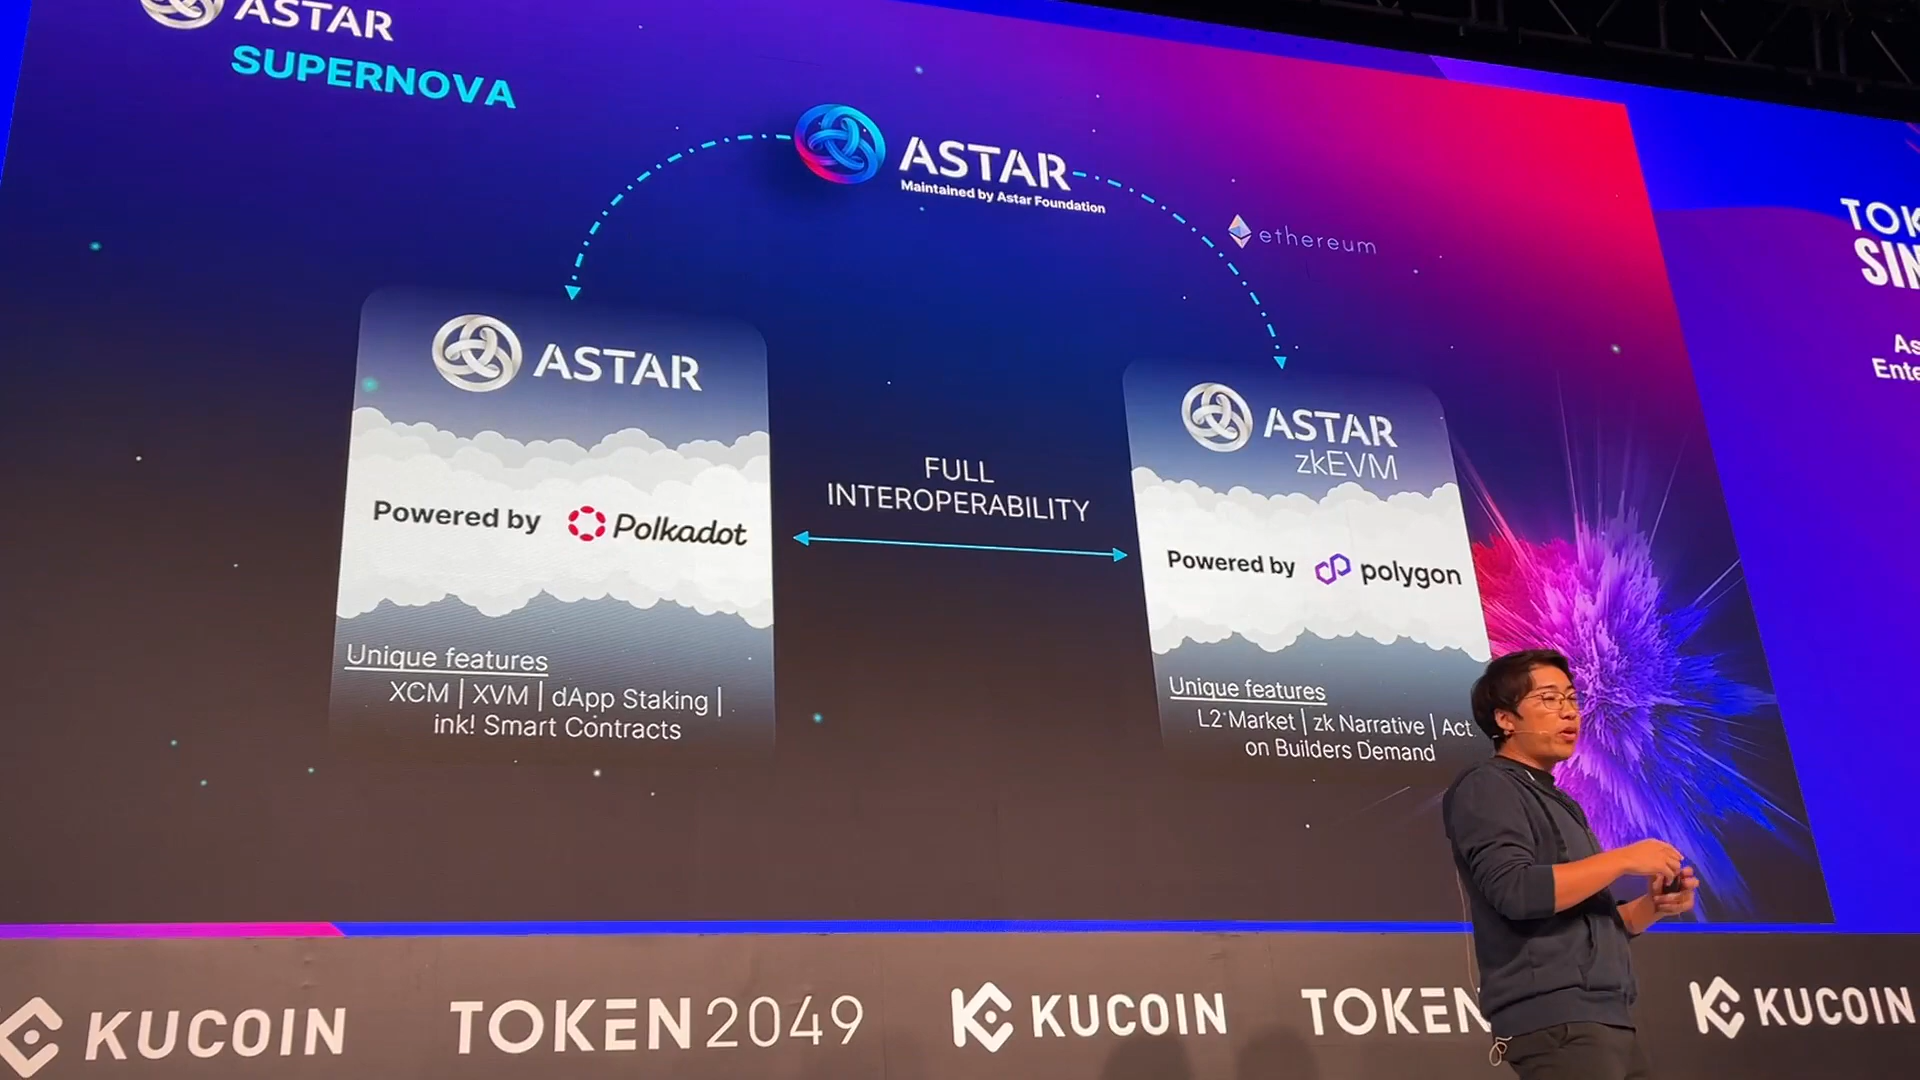 ASTAR
SUPERNOVA
ASTAR
Maintained by Astar Foundation
ethereum
ASTAR
Powered by Polkadot
Unique features
XCM | XVM | dApp Staking |
ink! Smart Contracts
FULL
INTEROPERABILITY
ASTAR
zkEVM
Powered by polygon
Unique features
L2 Market | zk Narrative | Act
on Builders Demand
KUCOIN TOKEN2049 KUCOIN KUCOIN